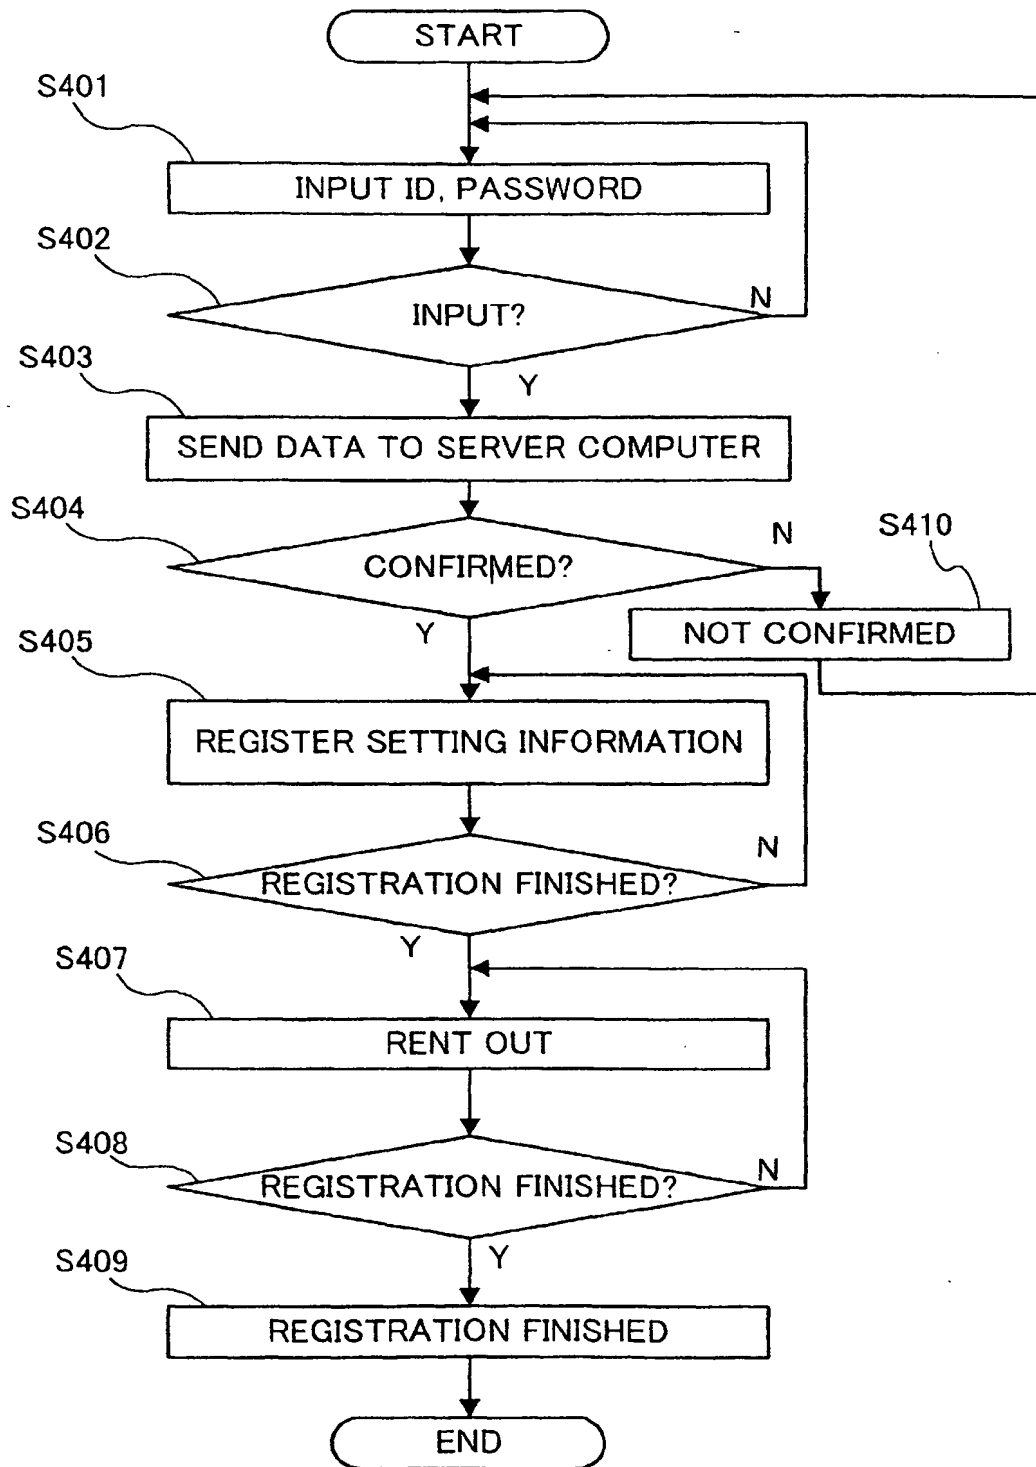 START
S401
INPUT ID, PASSWORD
S402
INPUT?
N
Y
S403
SEND DATA TO SERVER COMPUTER
S404
CONFIRMED?
N
S410
NOT CONFIRMED
Y
S405
REGISTER SETTING INFORMATION
S406
REGISTRATION FINISHED?
N
Y
S407
RENT OUT
S408
REGISTRATION FINISHED?
N
Y
S409
REGISTRATION FINISHED
END